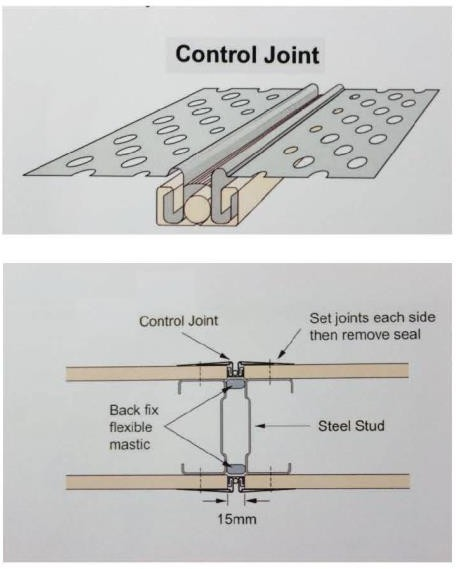 Control Joint
Control Joint
Set joints each side
then remove seal
Back fix
flexible
mastic
Steel Stud
15mm